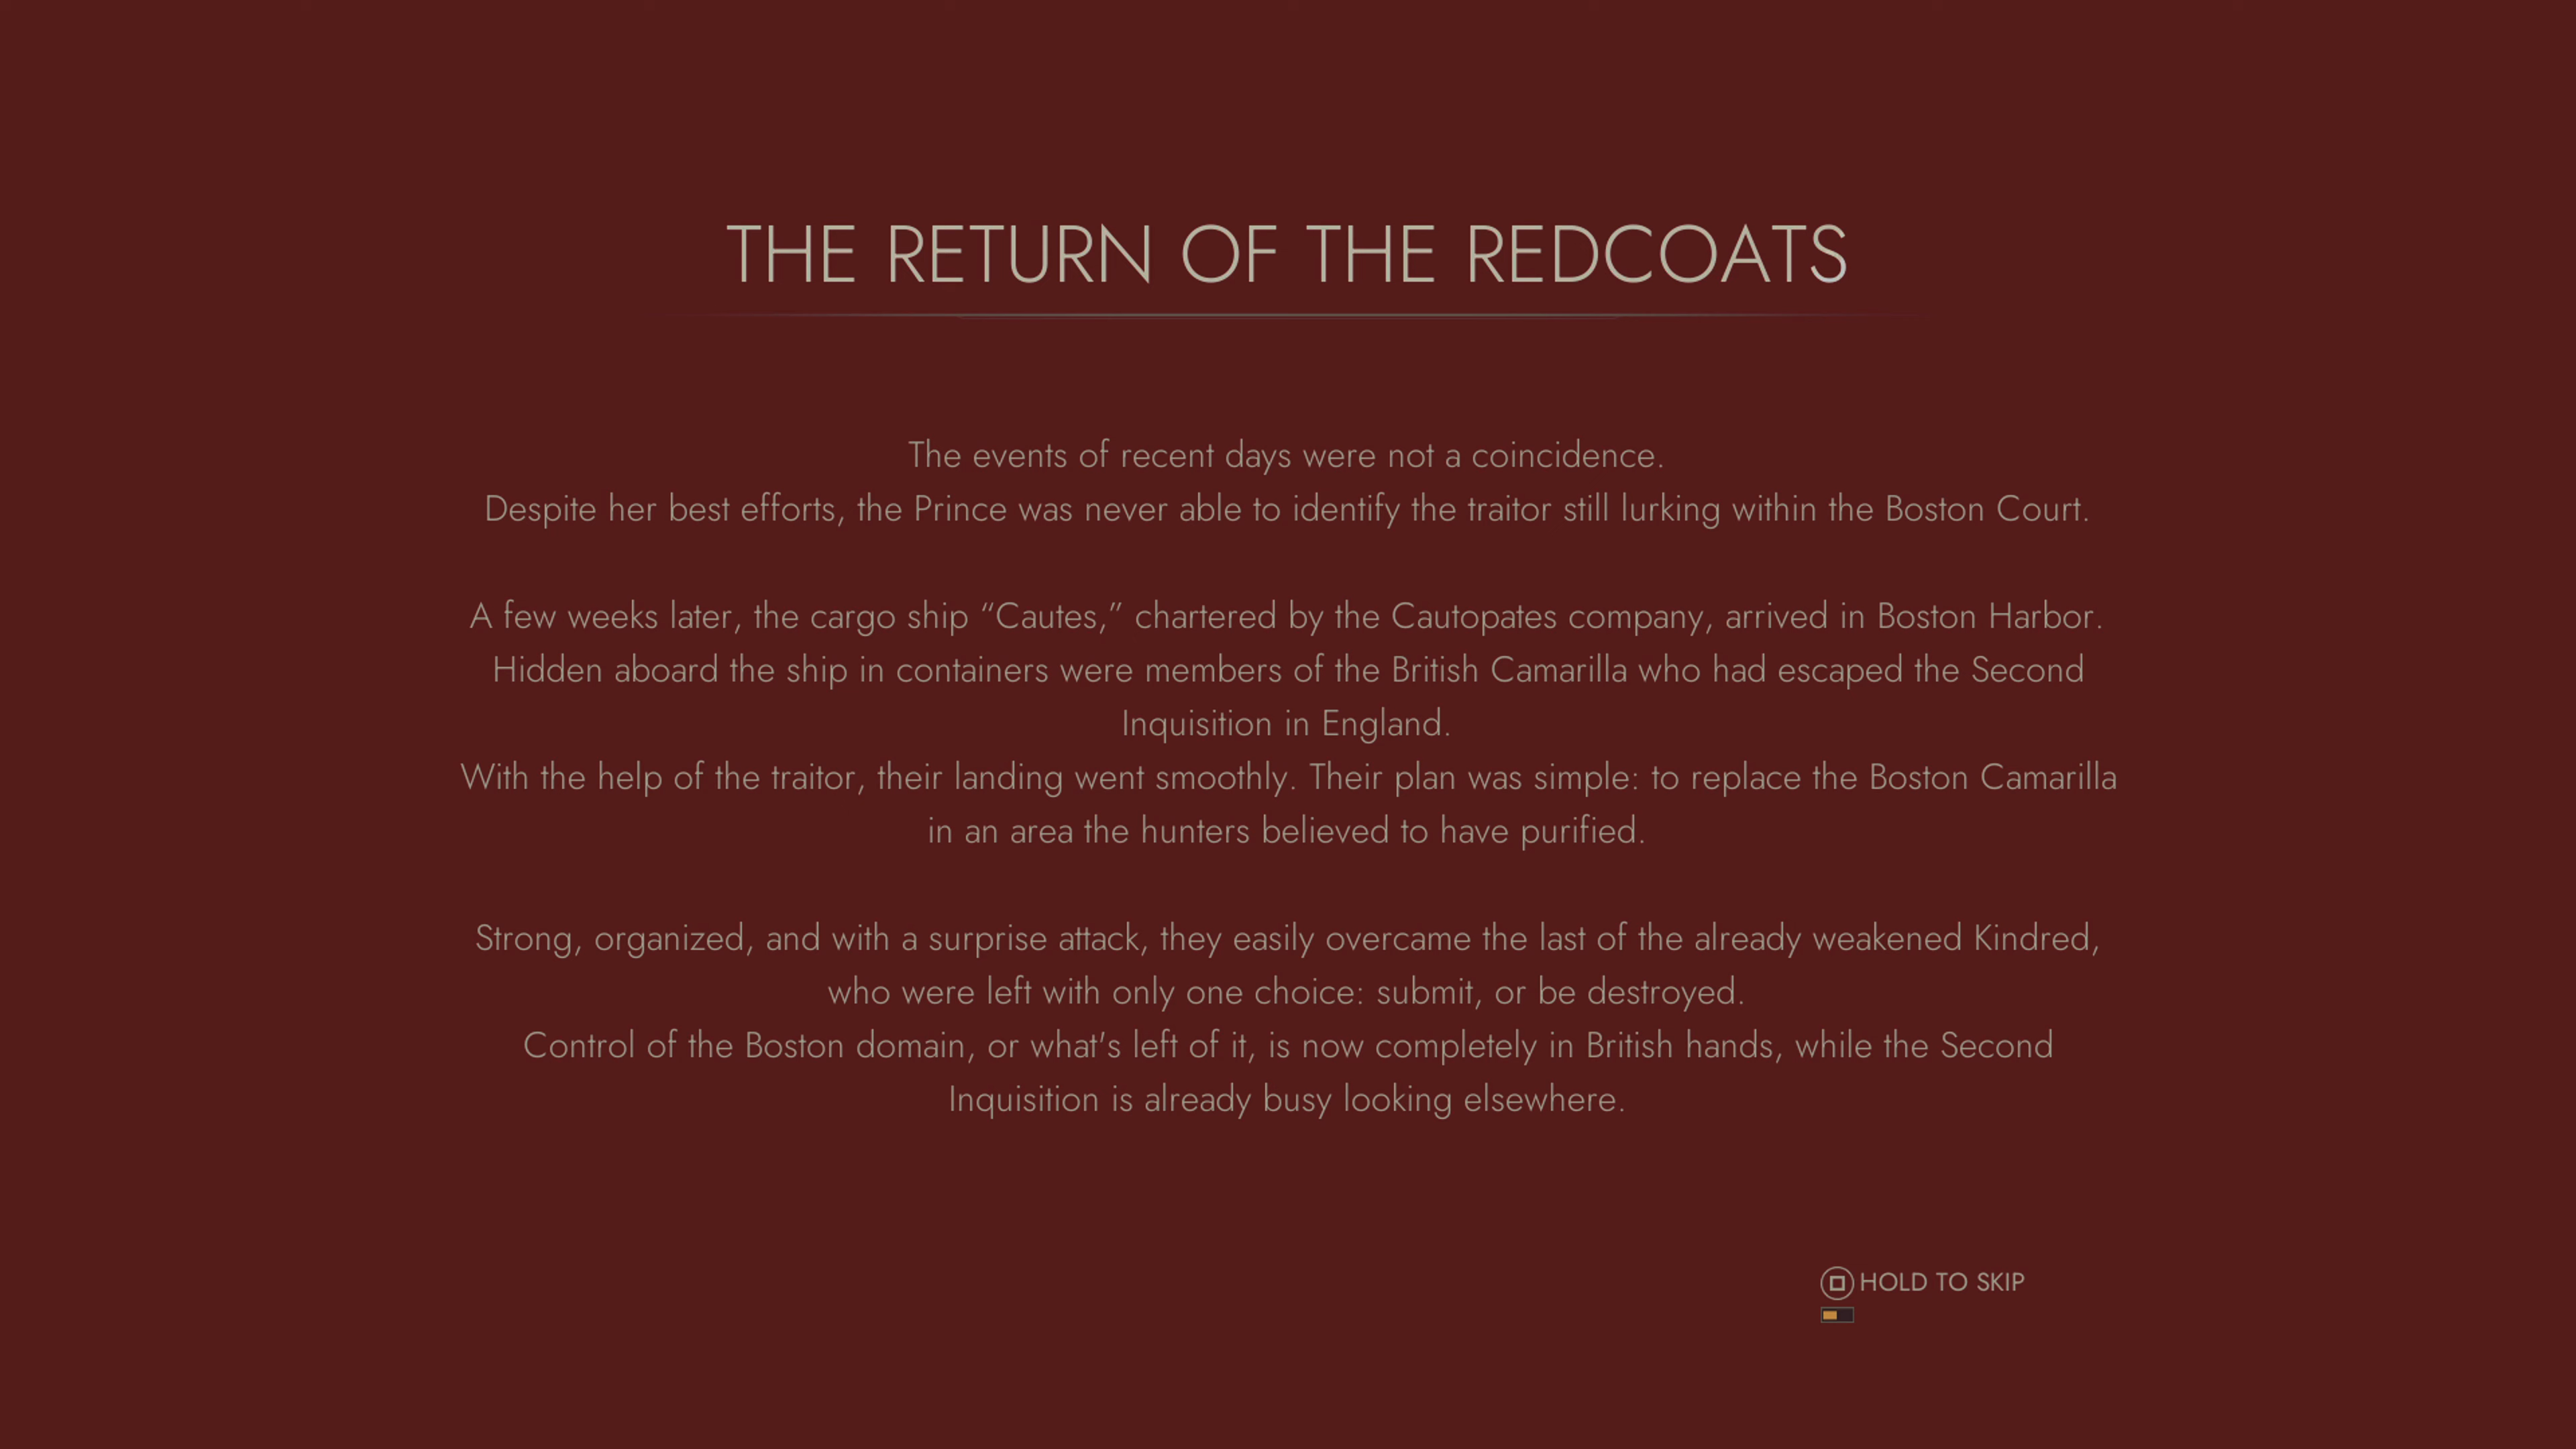 THE RETURN OF THE REDCOATS
The events of recent days were not a coincidence.
Despite her best efforts, the Prince was never able to identify the traitor still lurking within the Boston Court.
A few weeks later, the cargo ship “Cautes,” chartered by the Cautopates company, arrived in Boston Harbor.
Hidden aboard the ship in containers were members of the British Camarilla who had escaped the Second
Inquisition in England.
With the help of the traitor, their landing went smoothly. Their plan was simple: to replace the Boston Camarilla
in an area the hunters believed to have purified.
Strong, organized, and with a surprise attack, they easily overcame the last of the already weakened Kindred,
who were left with only one choice: submit, or be destroyed.
Control of the Boston domain, or what's left of it, is now completely in British hands, while the Second
Inquisition is already busy looking elsewhere.
HOLD TO SKIP